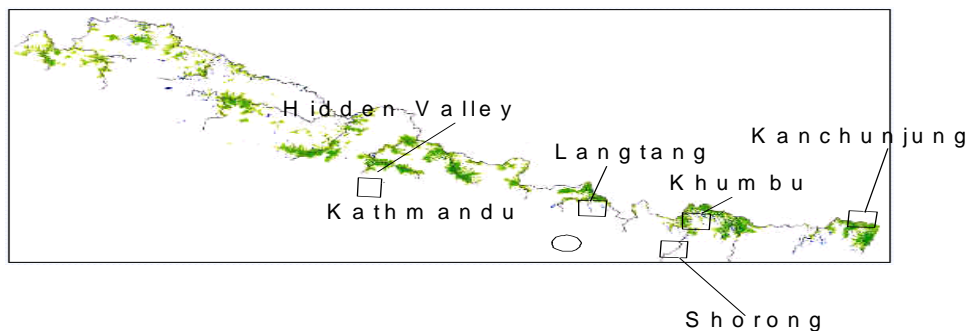 Hidden Valley
Kanchunjung
Langtang
Khumbu
Kathmandu
Shorong